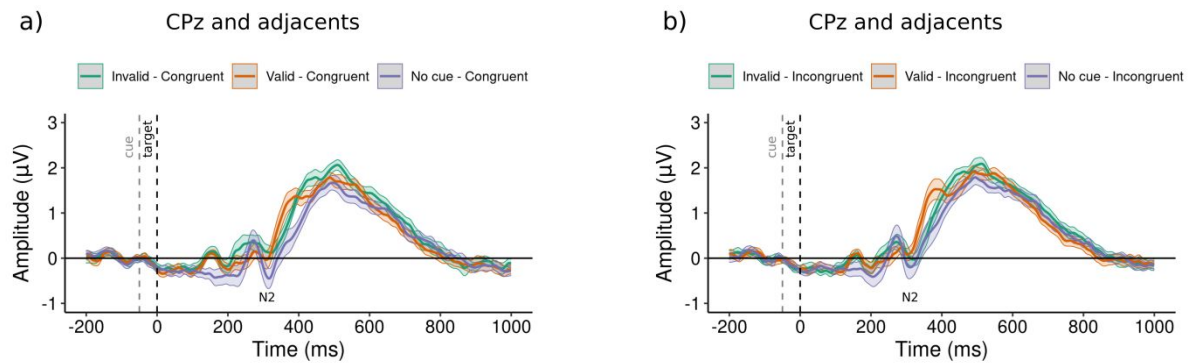 a) CPz and adjacents
Invalid - Congruent Valid - Congruent No cue - Congruent
cue
target
3
2
1
0
-1
Amplitude (µV)
N2
-200 0 200 400 600 800 1000
Time (ms)
b) CPz and adjacents
Invalid - Incongruent Valid - Incongruent No cue - Incongruent
cue
target
3
2
1
0
-1
Amplitude (µV)
N2
-200 0 200 400 600 800 1000
Time (ms)